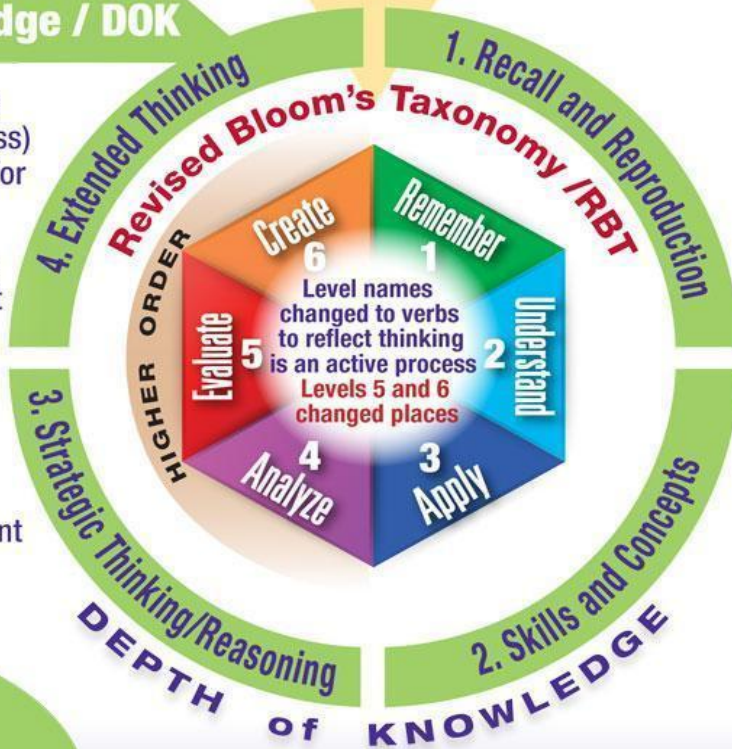 dge / DOK
ss)
or
nt
1. Recall and Reproduction
2. Skills and Concepts
3. Strategic Thinking/Reasoning
4. Extended Thinking
Revised Bloom's Taxonomy /RBT
HIGHER ORDER
Remember
1
Understand
2
Apply
3
Analyze
4
Evaluate
5
Create
6
Level names
changed to verbs
to reflect thinking
is an active process
Levels 5 and 6
changed places
DEPTH of KNOWLEDGE